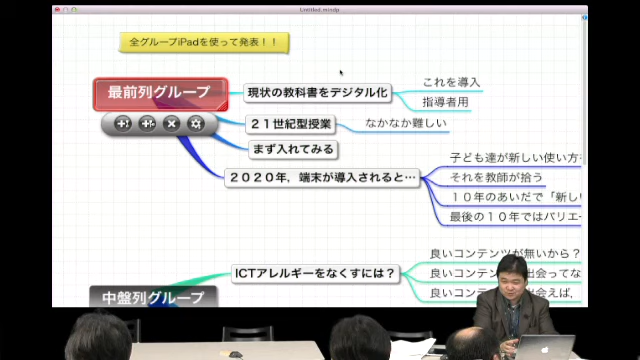 Untitled.mindp
全グループiPadを使って発表！！
最前列グループ
現状の教科書をデジタル化
これを導入
指導者用
２１世紀型授業
なかなか難しい
まず入れてみる
２０２０年，端末が導入されると…
子ども達が新しい使い方
それを教師が拾う
１０年のあいだで「新し
最後の１０年ではバリエー
ICTアレルギーをなくすには？
良いコンテンツが無いから？
良いコンテン
出会ってな
良いコンテン
出会えば，
中盤列グループ